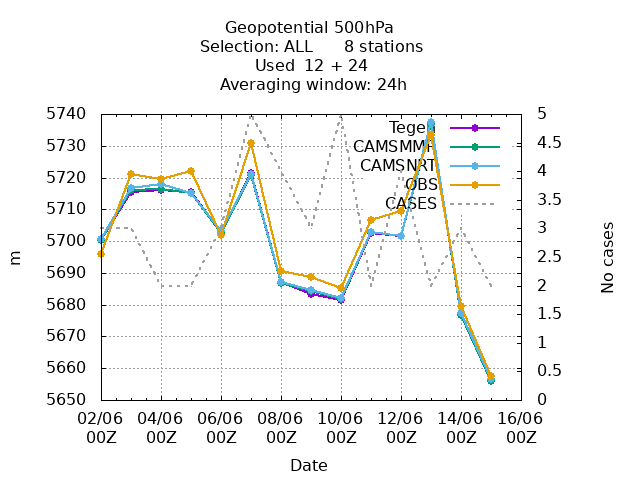 Geopotential 500hPa
Selection: ALL 8 stations
Used 12 + 24
Averaging window: 24h
5740
5730
5720
5710
5700
5690
5680
5670
5660
5650
m
5
4.5
4
3.5
3
2.5
2
1.5
1
0.5
0
No cases
Tegen
CAMSMMR
CAMSNRT
OBS
CASES
02/06 04/06 06/06 08/06 10/06 12/06 14/06 16/06
00Z 00Z 00Z 00Z 00Z 00Z 00Z 00Z
Date